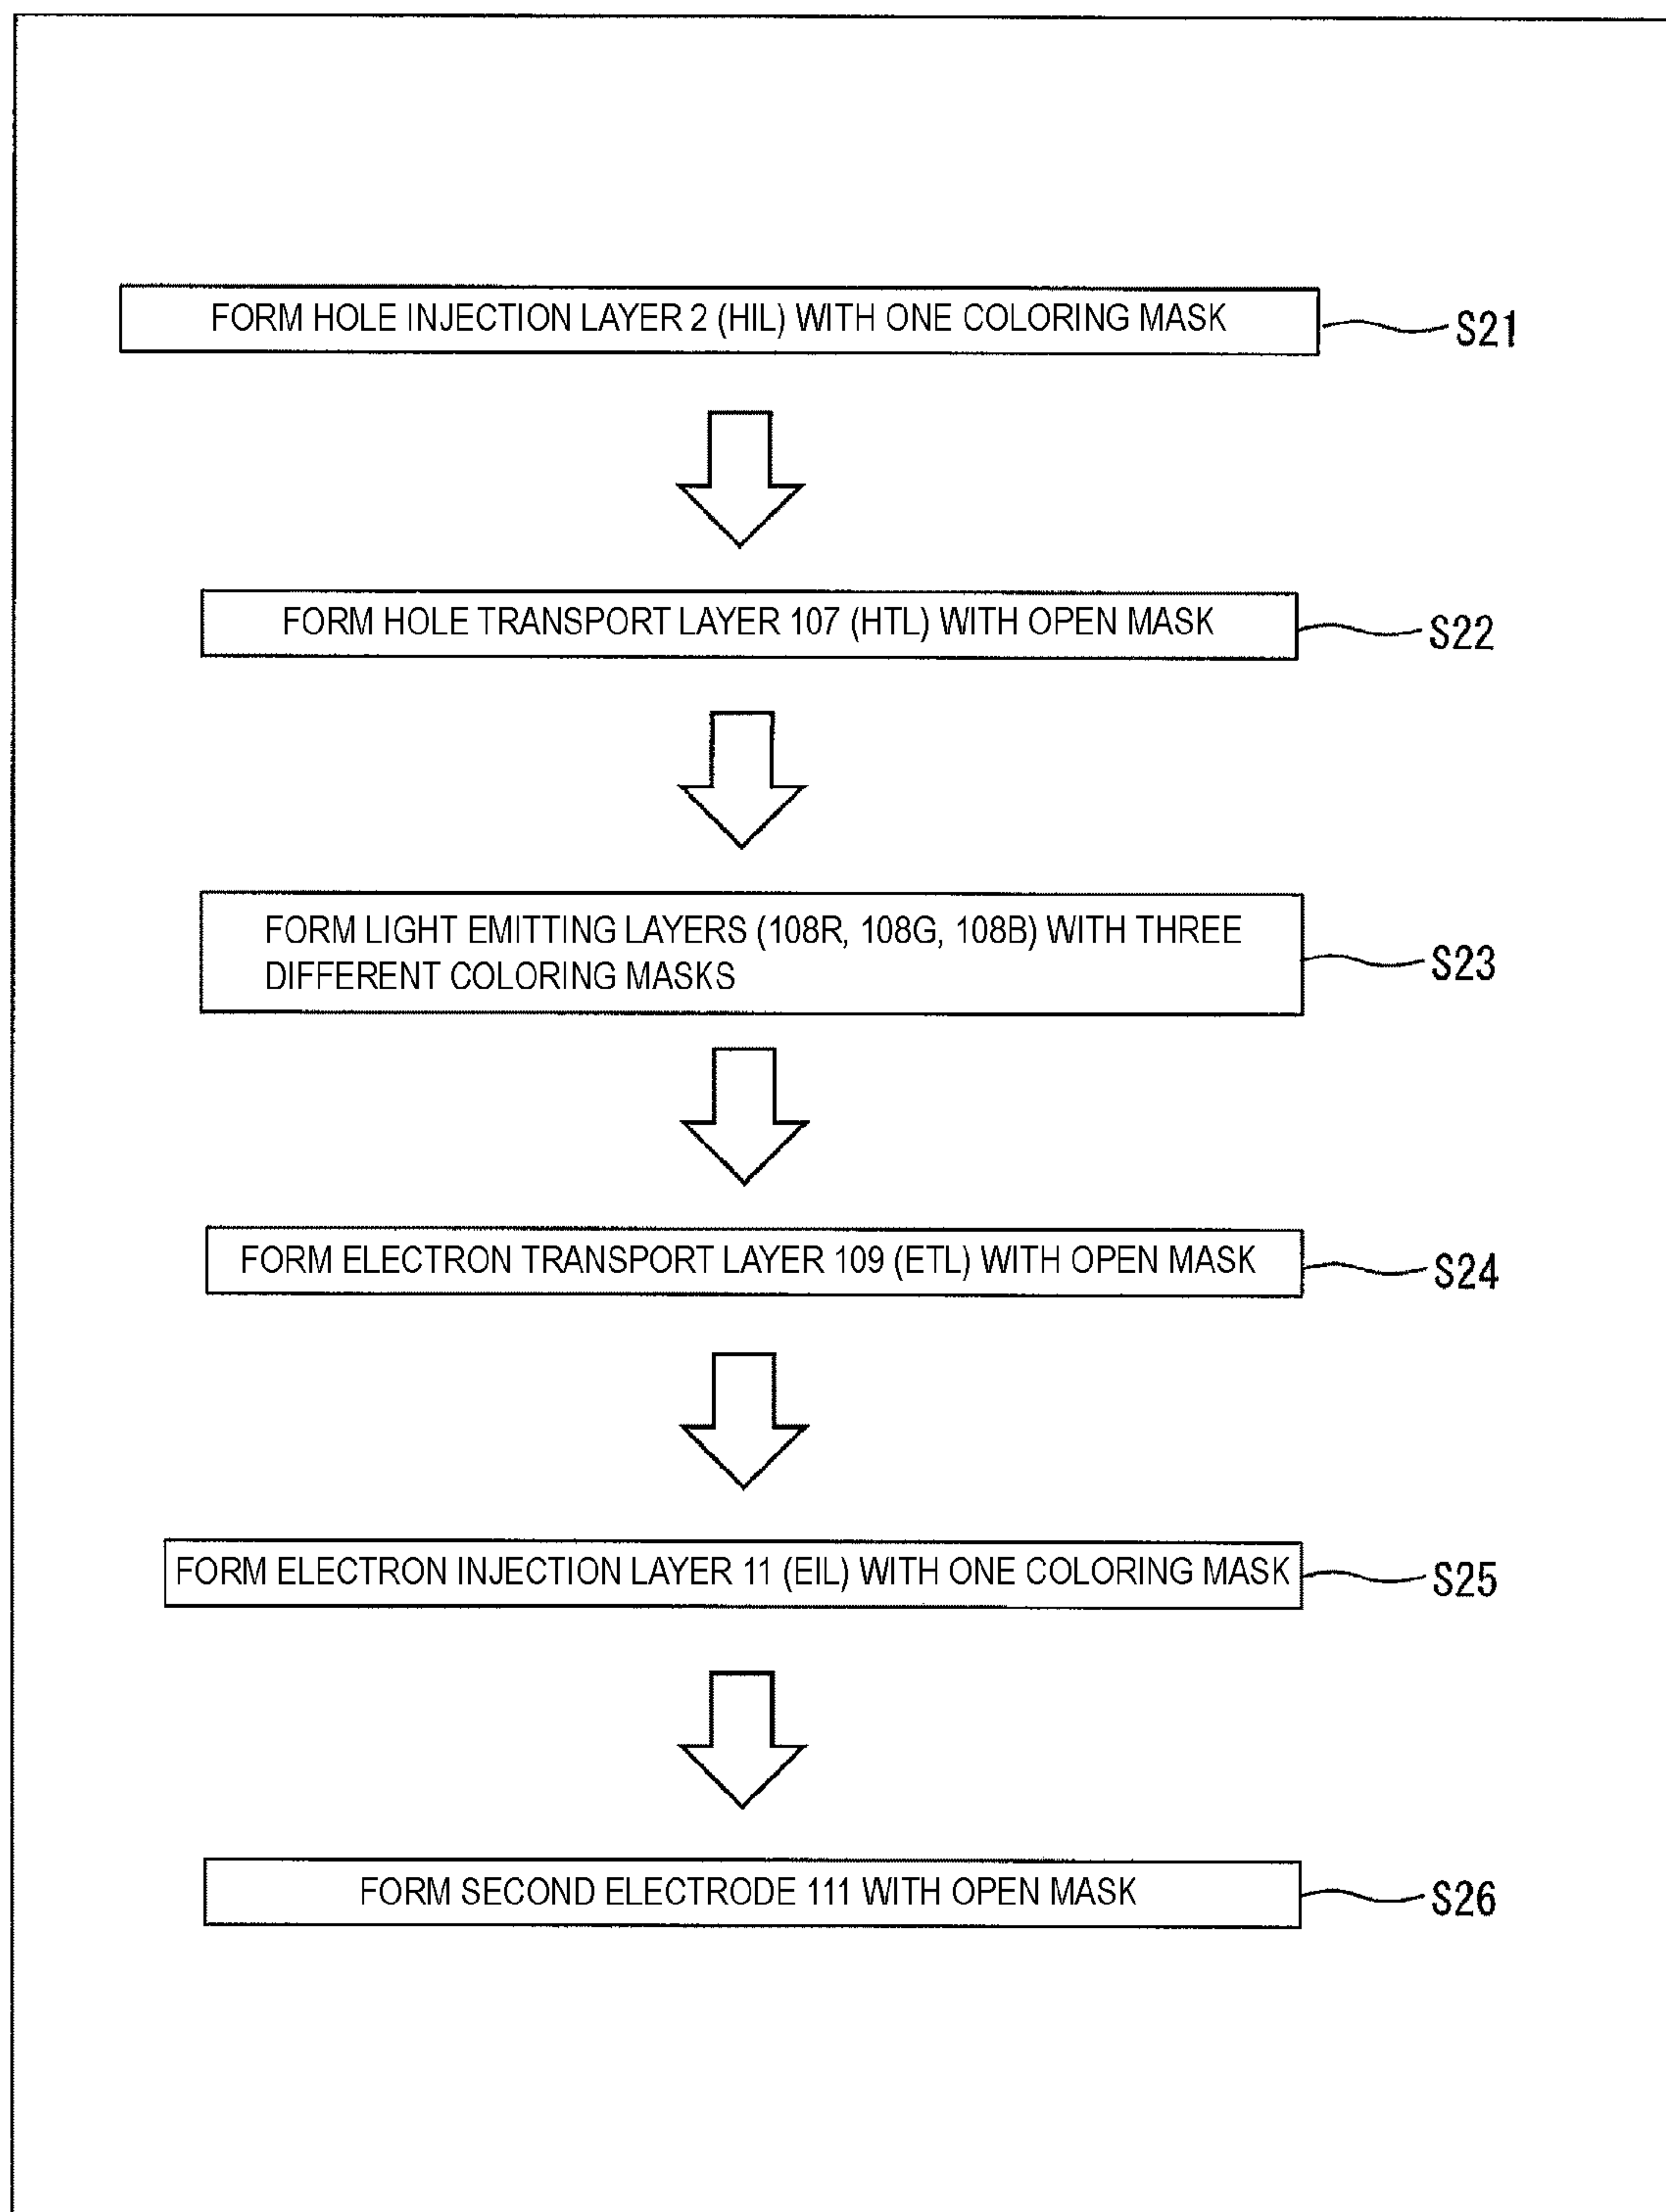 FORM HOLE INJECTION LAYER 2 (HIL) WITH ONE COLORING MASK
S21
FORM HOLE TRANSPORT LAYER 107 (HTL) WITH OPEN MASK
S22
FORM LIGHT EMITTING LAYERS (108R, 108G, 108B) WITH THREE
DIFFERENT COLORING MASKS
S23
FORM ELECTRON TRANSPORT LAYER 109 (ETL) WITH OPEN MASK
S24
FORM ELECTRON INJECTION LAYER 11 (EIL) WITH ONE COLORING MASK
S25
FORM SECOND ELECTRODE 111 WITH OPEN MASK
S26